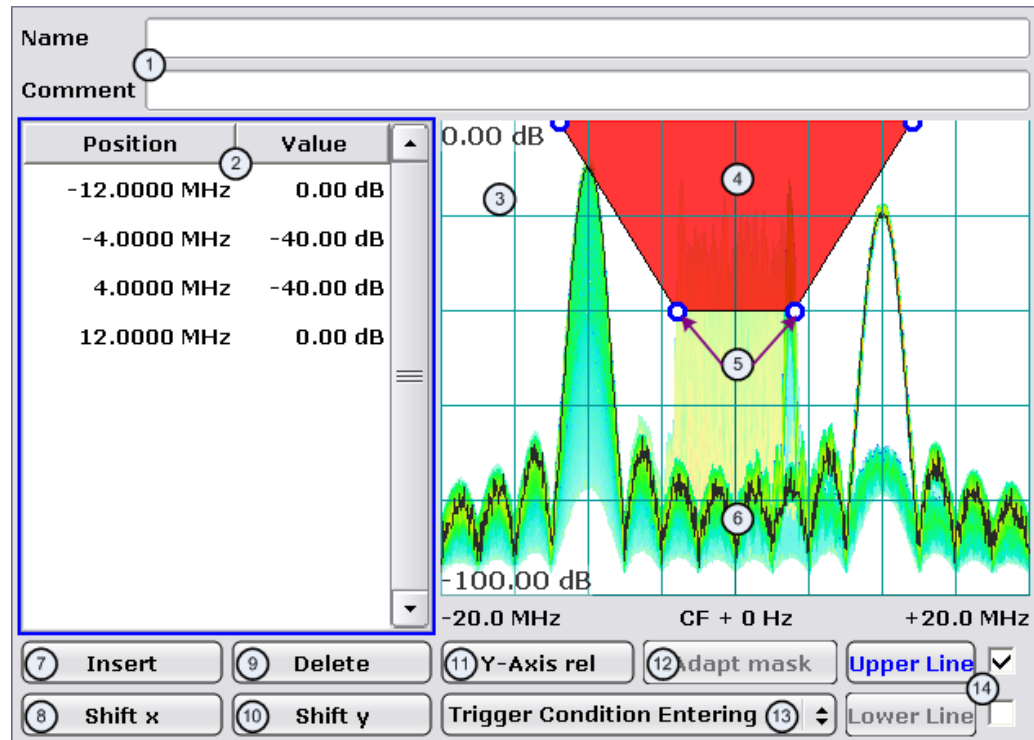 Name
1
Comment
Position Value
2
-12.0000 MHz 0.00 dB
-4.0000 MHz -40.00 dB
4.0000 MHz -40.00 dB
12.0000 MHz 0.00 dB
0.00 dB
3
4
5
6
-100.00 dB
-20.0 MHz CF + 0 Hz +20.0 MHz
7 Insert 9 Delete 11 Y-Axis rel 12 Adapt mask Upper Line
14
8 Shift x 10 Shift y Trigger Condition Entering 13 Lower Line